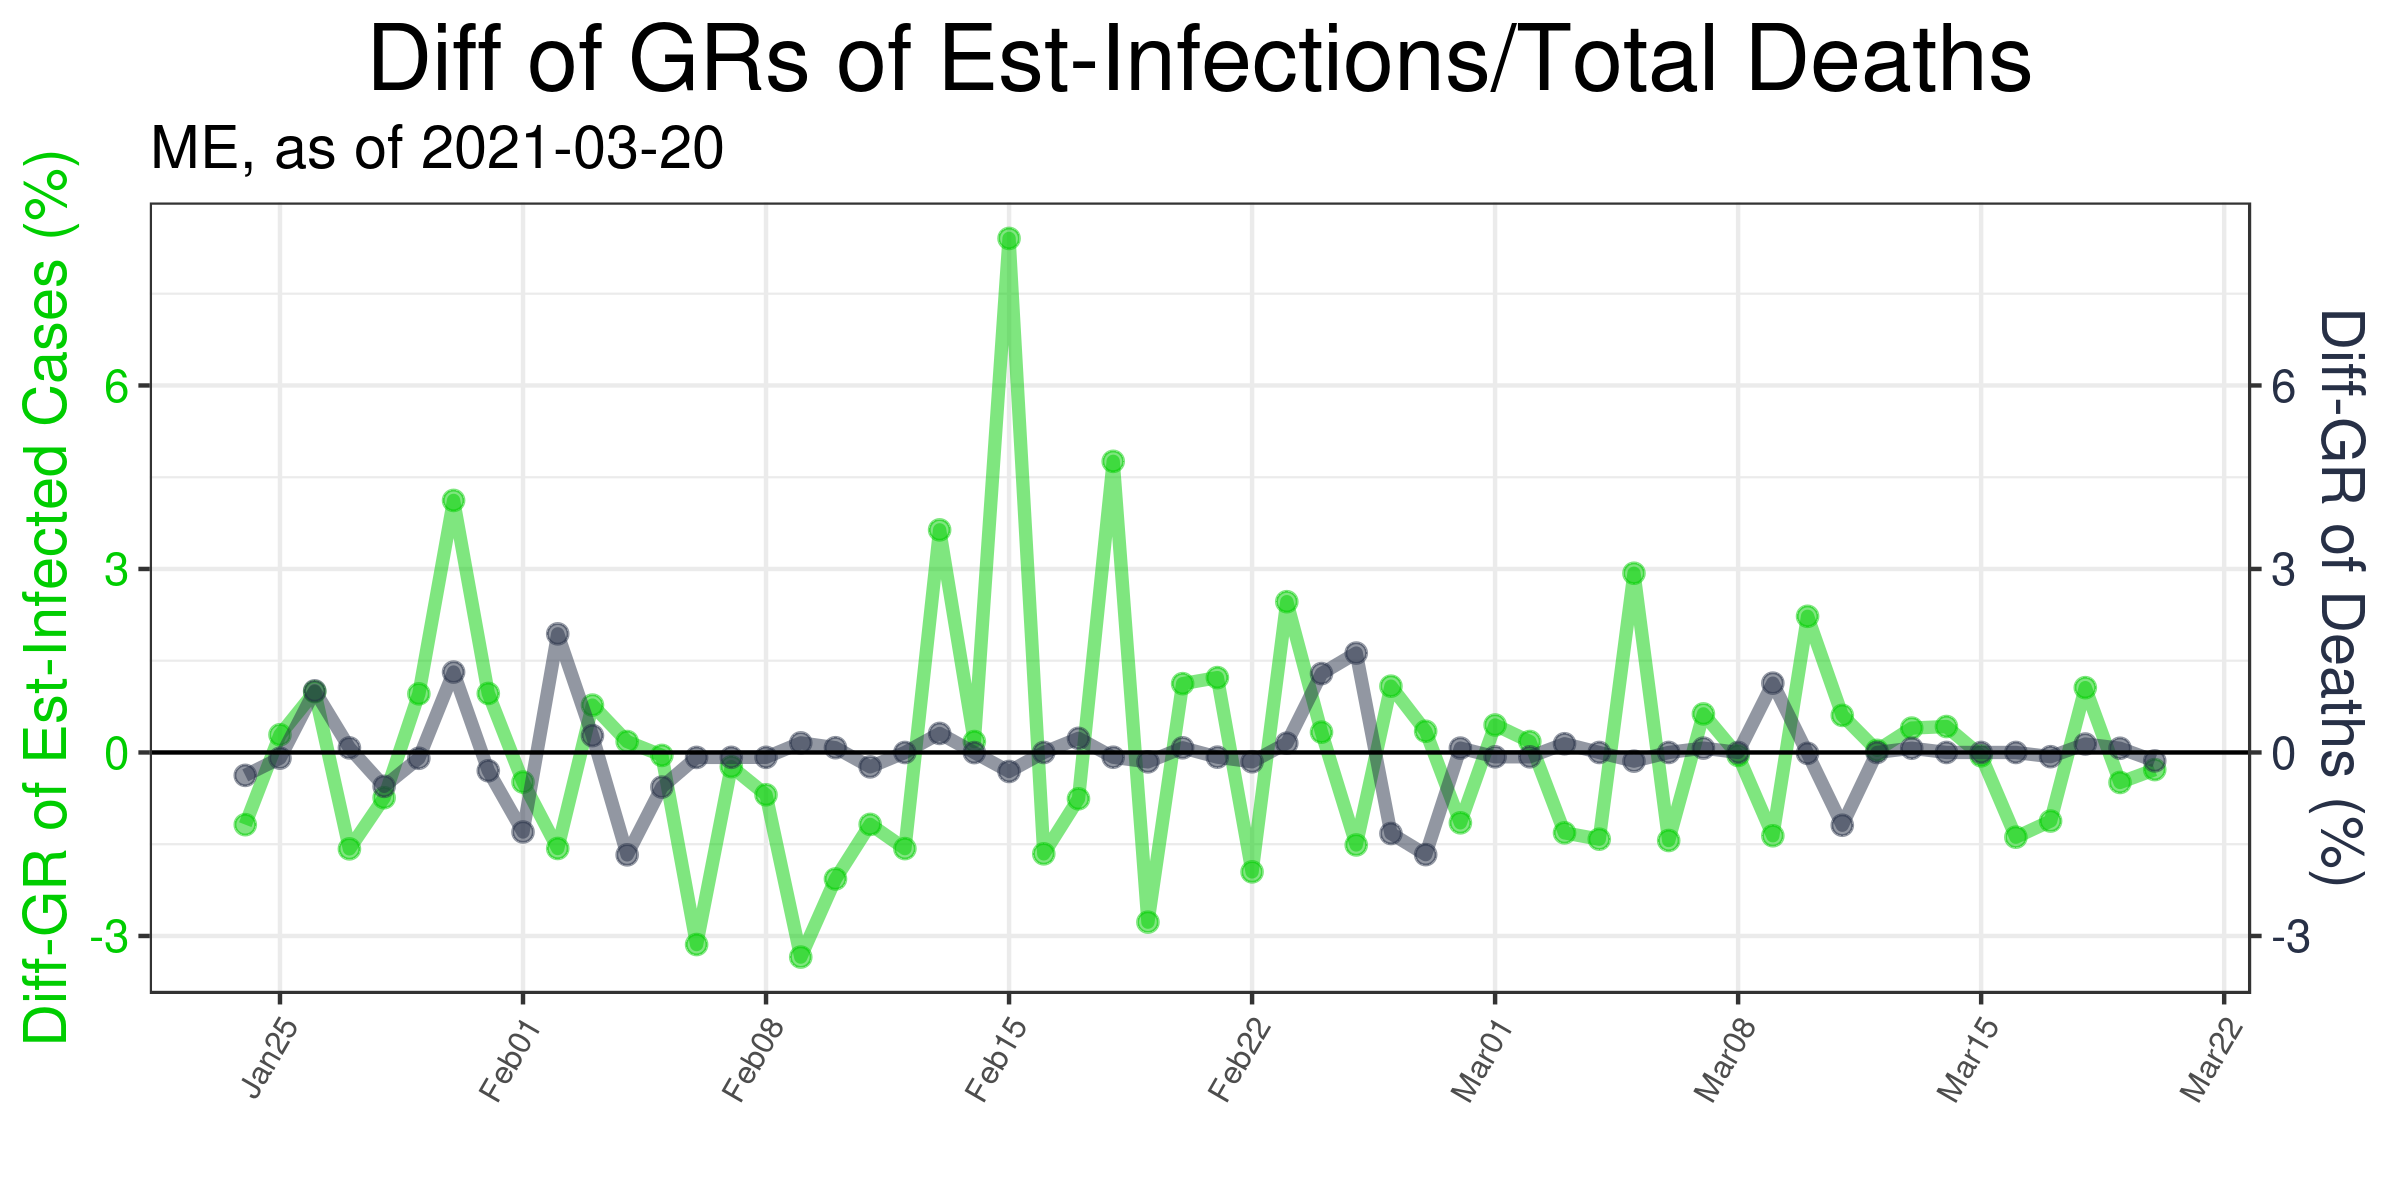 Diff of GRs of Est-Infections/Total Deaths
ME, as of 2021-03-20
Diff-GR of Est-Infected Cases (%)
6
3
0
-3
6
3
0
-3
Diff-GR of Deaths (%)
Jan25
Feb01
Feb08
Feb15
Feb22
Mar01
Mar08
Mar15
Mar22